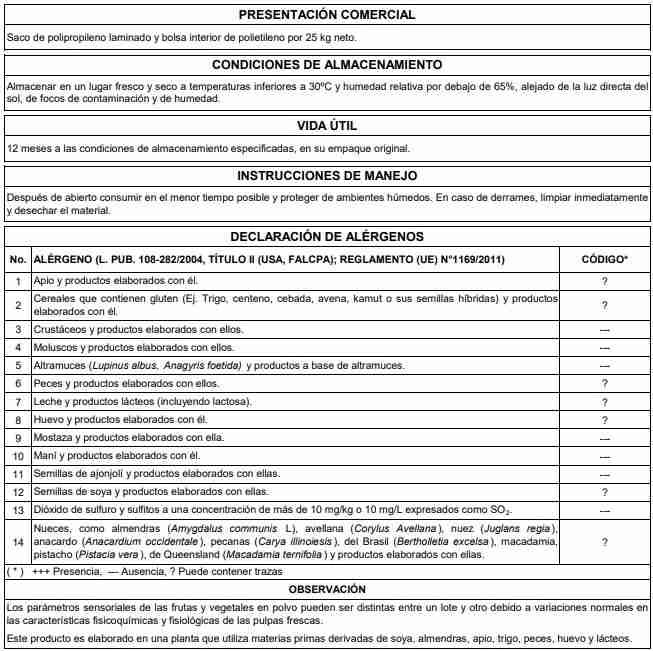 PRESENTACIÓN COMERCIAL
Saco de polipropileno laminado y bolsa interior de polietileno por 25 kg neto.
CONDICIONES DE ALMACENAMIENTO
Almacenar en un lugar fresco y seco a temperaturas inferiores a 30ºC y humedad relativa por debajo de 65%, alejado de la luz directa del
sol, de focos de contaminación y de humedad.
VIDA ÚTIL
12 meses a las condiciones de almacenamiento especificadas, en su empaque original.
INSTRUCCIONES DE MANEJO
Después de abierto consumir en el menor tiempo posible y proteger de ambientes húmedos. En caso de derrames, limpiar inmediatamente
y desechar el material.
DECLARACIÓN DE ALÉRGENOS
No. ALÉRGENO (L. PUB. 108-282/2004, TÍTULO II (USA, FALCPA); REGLAMENTO (UE) N°1169/2011) CÓDIGO*
1 Apio y productos elaborados con él. ?
2 Cereales que contienen gluten (Ej. Trigo, centeno, cebada, avena, kamut o sus semillas híbridas) y productos
elaborados con él. ?
3 Crustáceos y productos elaborados con ellos. ---
4 Moluscos y productos elaborados con ellos. ---
5 Altramuces (Lupinus albus, Anagyris foetida) y productos a base de altramuces. ---
6 Peces y productos elaborados con ellos. ?
7 Leche y productos lácteos (incluyendo lactosa). ?
8 Huevo y productos elaborados con él. ?
9 Mostaza y productos elaborados con ella. ---
10 Maní y productos elaborados con él. ---
11 Semillas de ajonjolí y productos elaborados con ellas. ---
12 Semillas de soya y productos elaborados con ellas. ?
13 Dióxido de sulfuro y sulfitos a una concentración de más de 10 mg/kg o 10 mg/L expresados como SO2. ---
14 Nueces, como almendras (Amygdalus communis L), avellana (Corylus Avellana), nuez (Juglans regia),
anacardo (Anacardium occidentale), pecanas (Carya illinoiesis), del Brasil (Bertholletia excelsa), macadamia,
pistacho (Pistacia vera), de Queensland (Macadamia ternifolia) y productos elaborados con ellas. ?
( * ) +++ Presencia, --- Ausencia, ? Puede contener trazas
OBSERVACIÓN
Los parámetros sensoriales de las frutas y vegetales en polvo pueden ser distintas entre un lote y otro debido a variaciones normales en
las características fisicoquímicas y fisiológicas de las pulpas frescas.
Este producto es elaborado en una planta que utiliza materias primas derivadas de soya, almendras, apio, trigo, peces, huevo y lácteos.